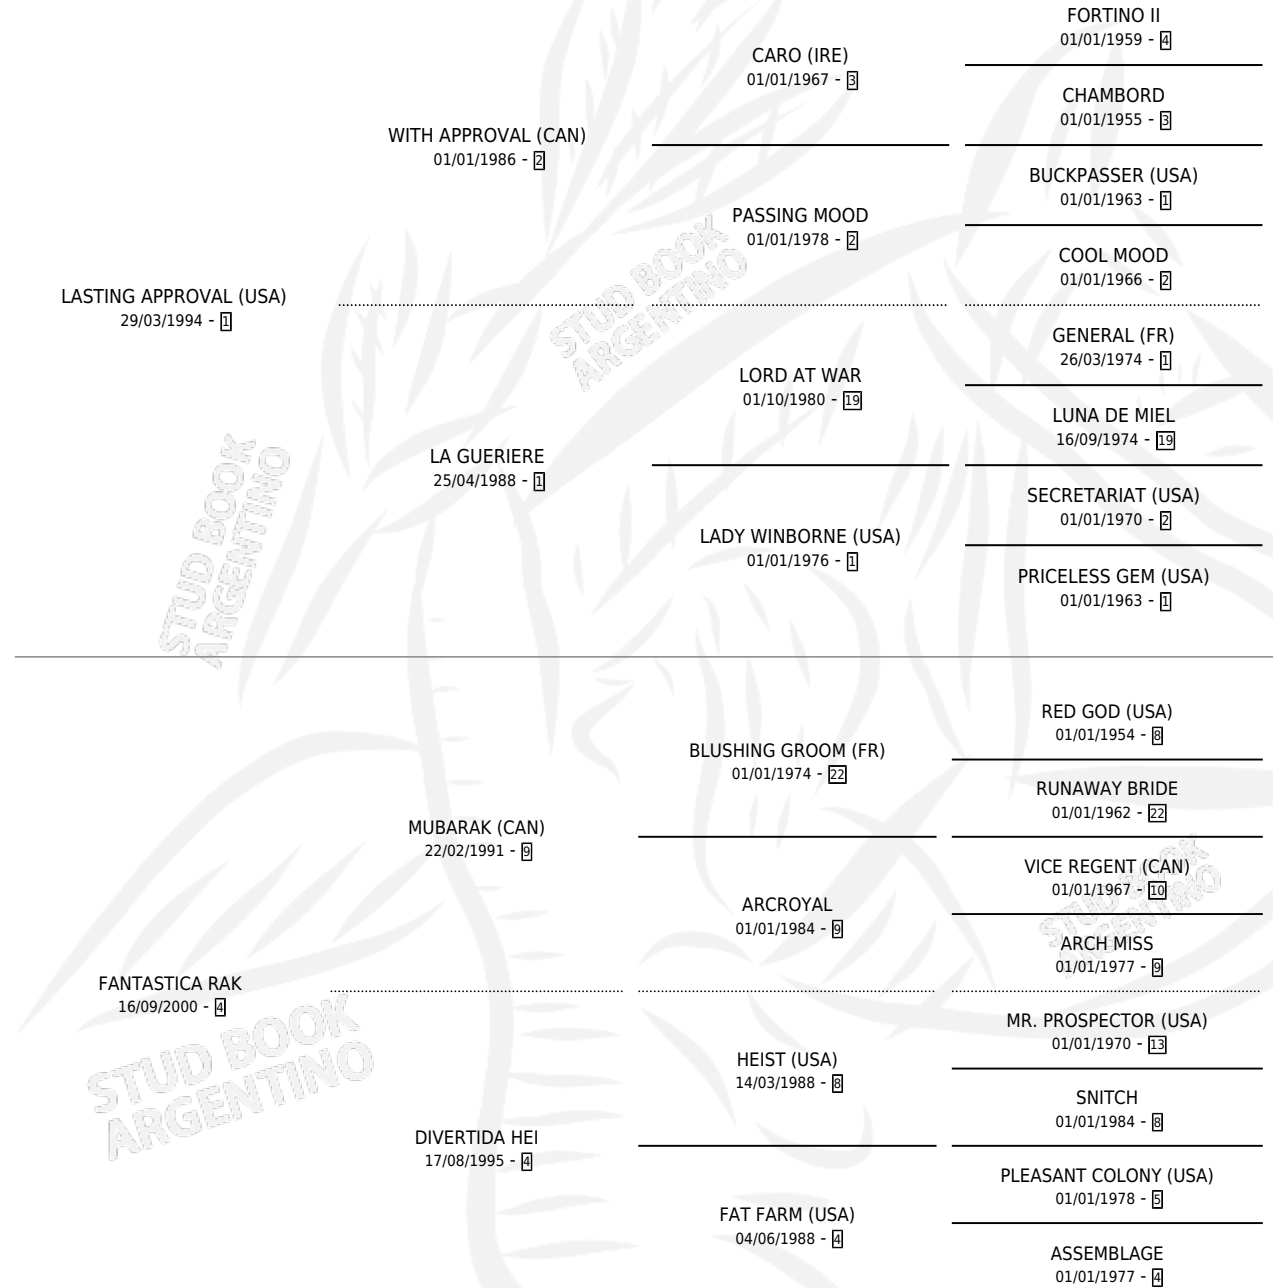 FORTINO II
01/01/1959 - 4
CARO (IRE)
01/01/1967 - 3
CHAMBORD
01/01/1955 - 3
WITH APPROVAL (CAN)
01/01/1986 - 2
BUCKPASSER (USA)
01/01/1963 - 1
PASSING MOOD
01/01/1978 - 2
COOL MOOD
01/01/1966 - 2
LASTING APPROVAL (USA)
29/03/1994 - 1
GENERAL (FR)
26/03/1974 - 1
LORD AT WAR
01/10/1980 - 19
LUNA DE MIEL
16/09/1974 - 19
LA GUERIERE
25/04/1988 - 1
SECRETARIAT (USA)
01/01/1970 - 2
LADY WINBORNE (USA)
01/01/1976 - 1
PRICELESS GEM (USA)
01/01/1963 - 1
STUD BOOK
ARGENTINO
STUD BOOK
ARGENTINO
RED GOD (USA)
01/01/1954 - 8
BLUSHING GROOM (FR)
01/01/1974 - 22
RUNAWAY BRIDE
01/01/1962 - 22
MUBARAK (CAN)
22/02/1991 - 9
VICE REGENT (CAN)
01/01/1967 - 10
ARCROYAL
01/01/1984 - 9
ARCH MISS
01/01/1977 - 9
FANTASTICA RAK
16/09/2000 - 4
MR. PROSPECTOR (USA)
01/01/1970 - 13
HEIST (USA)
14/03/1988 - 8
SNITCH
01/01/1984 - 8
DIVERTIDA HEI
17/08/1995 - 4
PLEASANT COLONY (USA)
01/01/1978 - 5
FAT FARM (USA)
04/06/1988 - 4
ASSEMBLAGE
01/01/1977 - 4
STUD BOOK
ARGENTINO
STUD BOOK
ARGENTINO